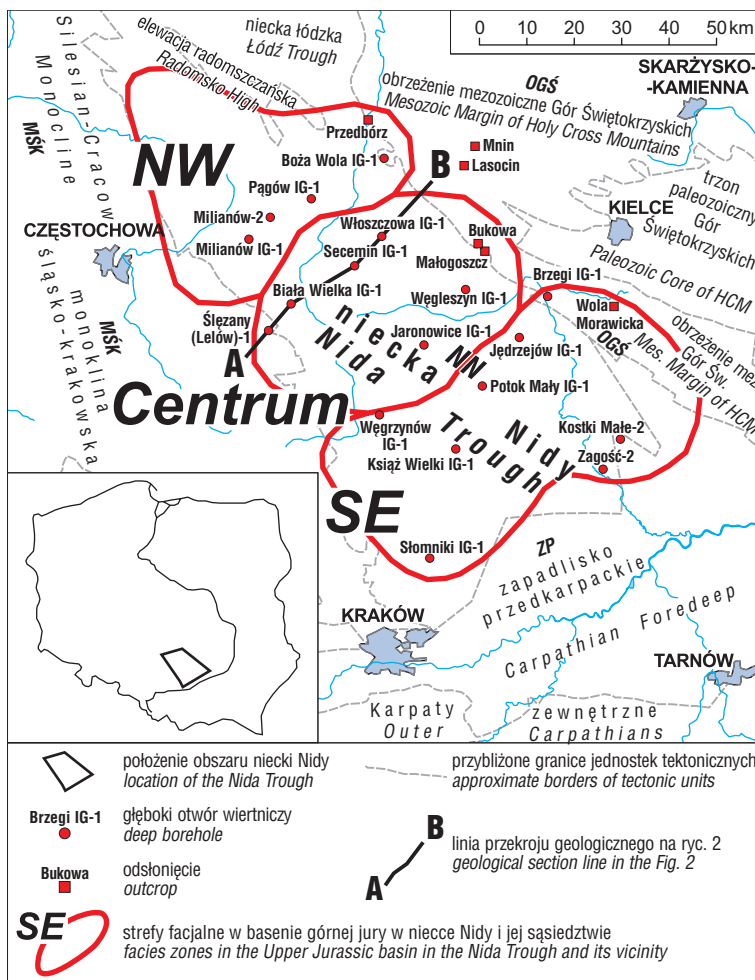 0 10 20 30 40 50 km
niecka łódzka
Łódź Trough
elewacja radomszczańska
Radomsko High
Silesian-Cracow
Monocline
MŚK
MŚK
monoklina
śląsko-krakowska
MŚK
OGŚ
obrzeżenie mezozoiczne Gór Świętokrzyskich
Mesozoic Margin of Holy Cross Mountains
SKARŻYSKO-
-KAMIENNA
Przedbórz
Boża Wola IG-1
Mnin
Lasocin
B
NW
Pągów IG-1
Milianów-2
Milianów IG-1
CZĘSTOCHOWA
Włoszczowa IG-1
Secemin IG-1
Bukowa
Małogoszcz
KIELCE
trzon
paleozoiczny
Gór
Świętokrzyskich
Paleozoic Core of HCM
Biała Wielka IG-1
Węgleszyn IG-1
Brzegi IG-1
Wola
Morawicka
OGŚ
obrzeżenie mez
Gór Św.
Mes. Margin of HCM
Ślęzany
(Lelów)-1
A
Jaronowice IG-1
Jędrzejów IG-1
niecka
Nida
NN
Nidy
Trough
Potok Mały IG-1
Centrum
Węgrzynów
IG-1
Książ Wielki IG-1
Kostki Małe-2
Zagość-2
SE
Słomniki IG-1
ZP
zapadlisko
przedkarpackie
Carpathian Foredeep
KRAKÓW
TARNÓW
Karpaty
Outer
zewnętrzne
Carpathians
położenie obszaru niecki Nidy
location of the Nida Trough
przybliżone granice jednostek tektonicznych
approximate borders of tectonic units
Brzegi IG-1
głęboki otwór wiertniczy
deep borehole
Bukowa
odsłonięcie
outcrop
A
B
linia przekroju geologicznego na ryc. 2
geological section line in the Fig. 2
SE
strefy facjalne w basenie górnej jury w niecce Nidy i jej sąsiedztwie
facies zones in the Upper Jurassic basin in the Nida Trough and its vicinity